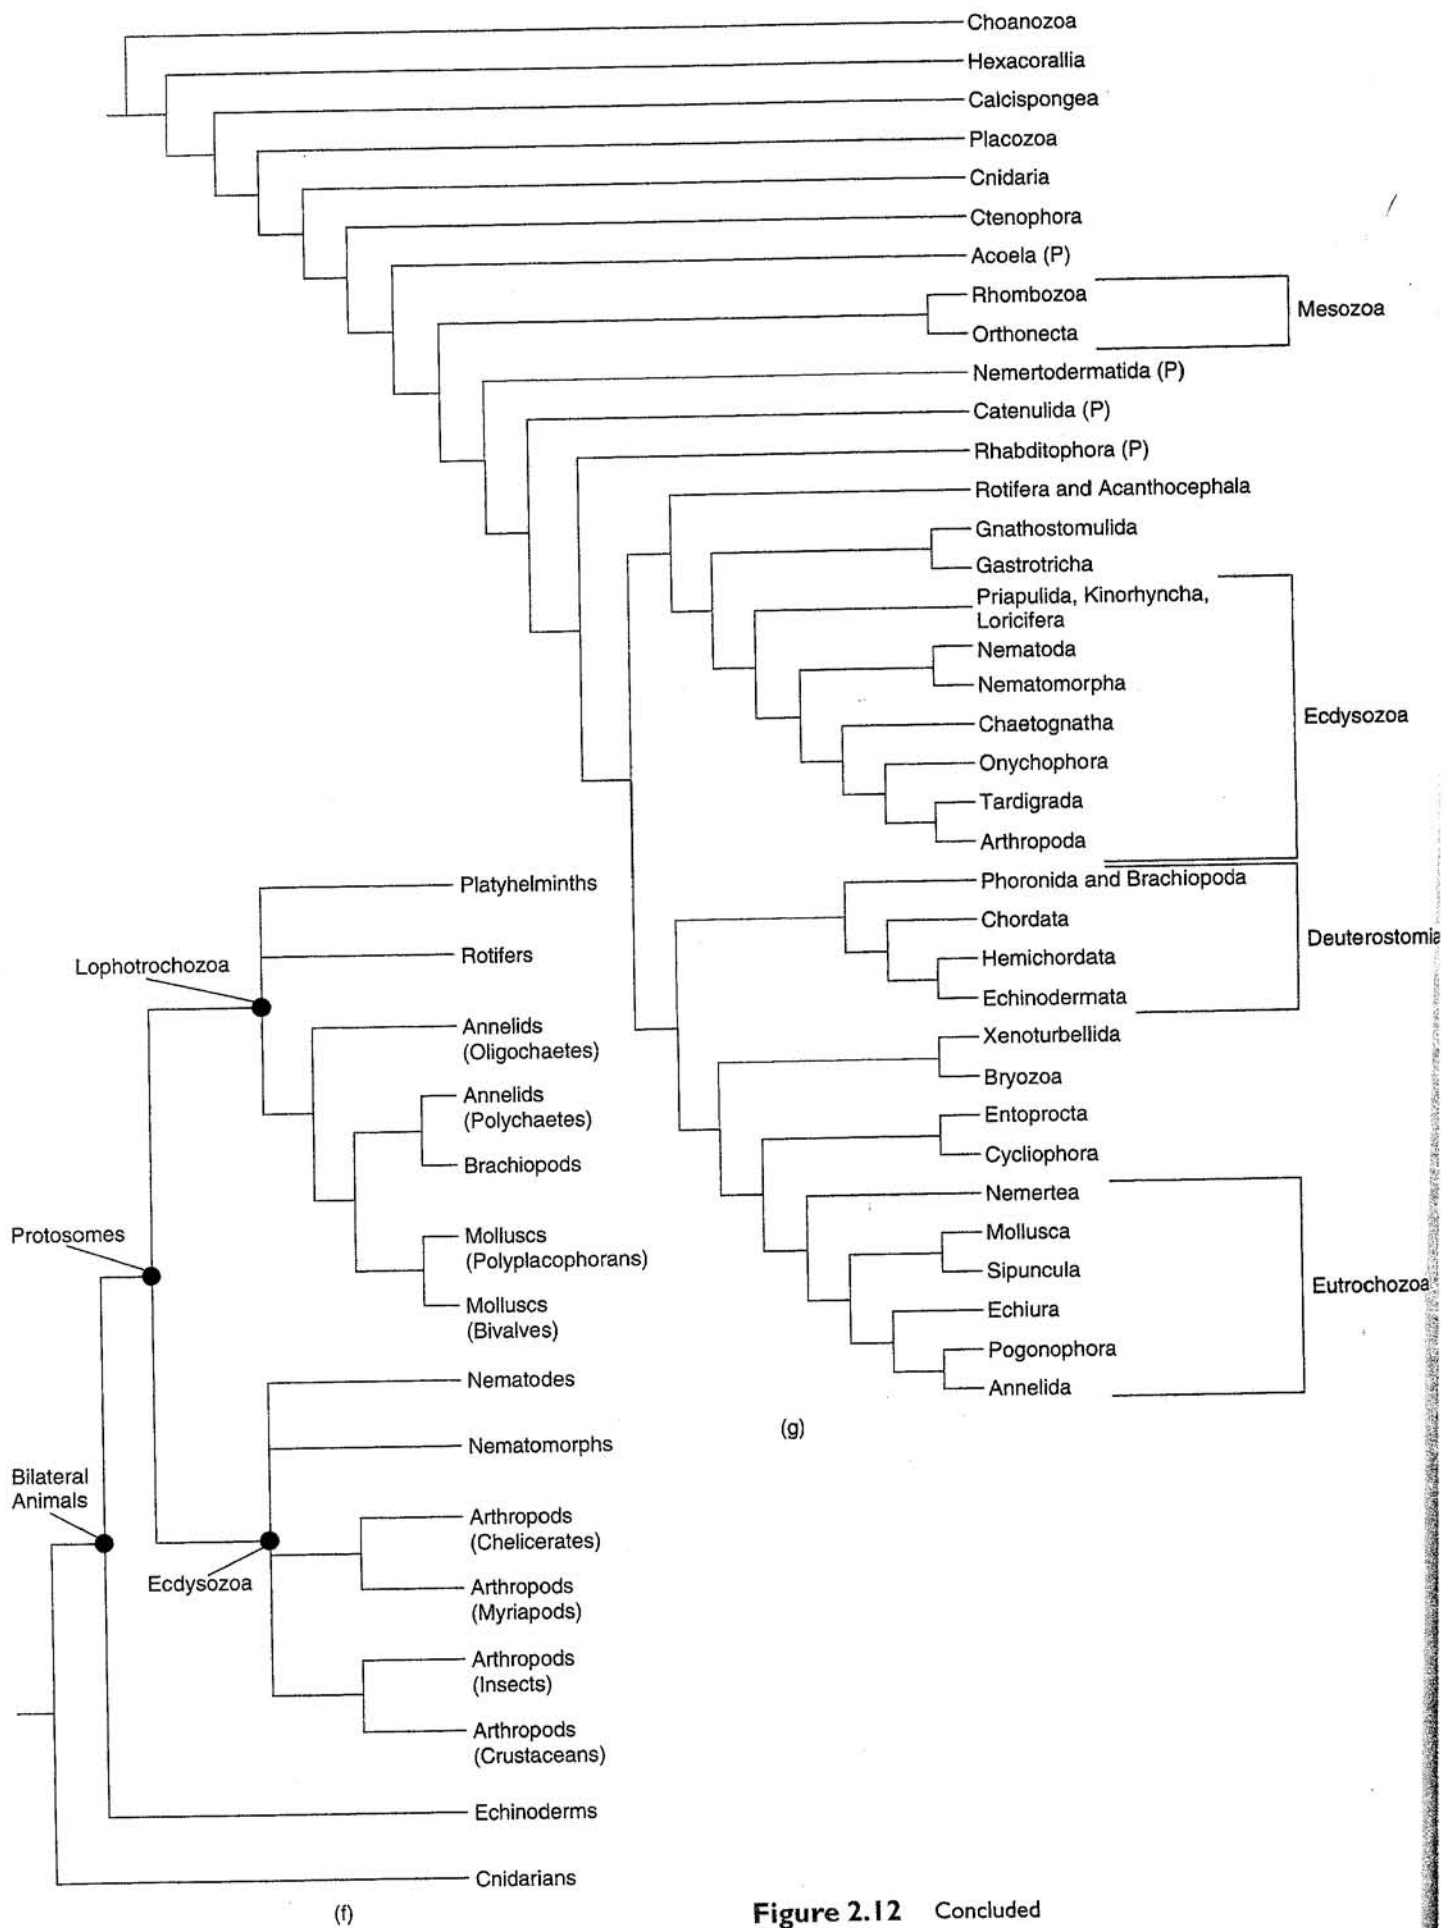 Choanozoa
Hexacorallia
Calcispongea
Placozoa
Cnidaria
Ctenophora
Acoela (P)
Rhombozoa
Orthonecta
Mesozoa
Nemertodermatida (P)
Catenulida (P)
Rhabditophora (P)
Rotifera and Acanthocephala
Gnathostomulida
Gastrotricha
Priapulida, Kinorhyncha,
Loricifera
Nematoda
Nematomorpha
Chaetognatha
Onychophora
Tardigrada
Arthropoda
Ecdysozoa
Phoronida and Brachiopoda
Chordata
Hemichordata
Echinodermata
Deuterostomia
Xenoturbellida
Bryozoa
Entoprocta
Cycliophora
Nemertea
Mollusca
Sipuncula
Echiura
Pogonophora
Annelida
Eutrochozoa
(g)
Platyhelminths
Rotifers
Lophotrochozoa
Annelids
(Oligochaetes)
Annelids
(Polychaetes)
Brachiopods
Molluscs
(Polyplacophorans)
Molluscs
(Bivalves)
Protosomes
Nematodes
Nematomorphs
Bilateral
Animals
Arthropods
(Chelicerates)
Ecdysozoa
Arthropods
(Myriapods)
Arthropods
(Insects)
Arthropods
(Crustaceans)
Echinoderms
Cnidarians
(f)
Figure 2.12 Concluded